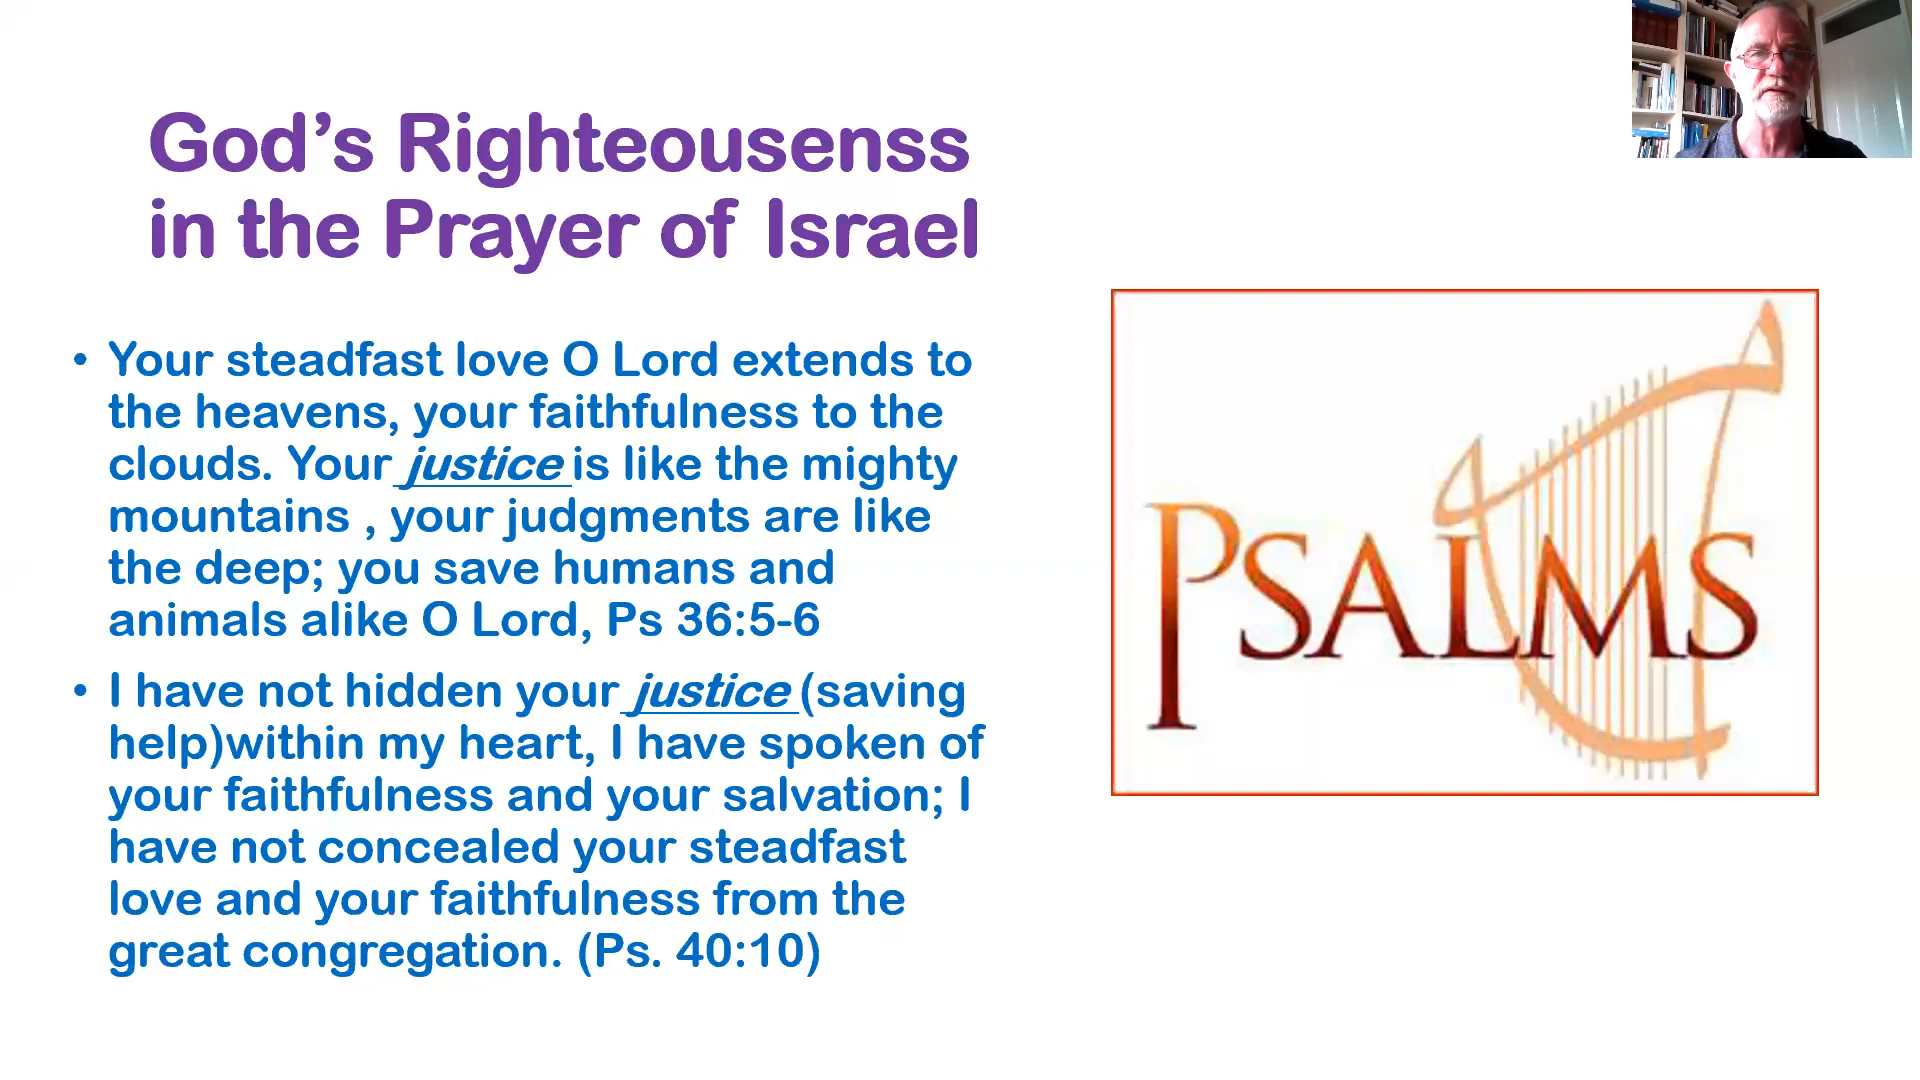 God’s Righteousenss
in the Prayer of Israel
• Your steadfast love O Lord extends to
the heavens, your faithfulness to the
clouds. Your justice is like the mighty
mountains , your judgments are like
the deep; you save humans and
animals alike O Lord, Ps 36:5-6
• I have not hidden your justice (saving
help)within my heart, I have spoken of
your faithfulness and your salvation; I
have not concealed your steadfast
love and your faithfulness from the
great congregation. (Ps. 40:10)
PSALMS